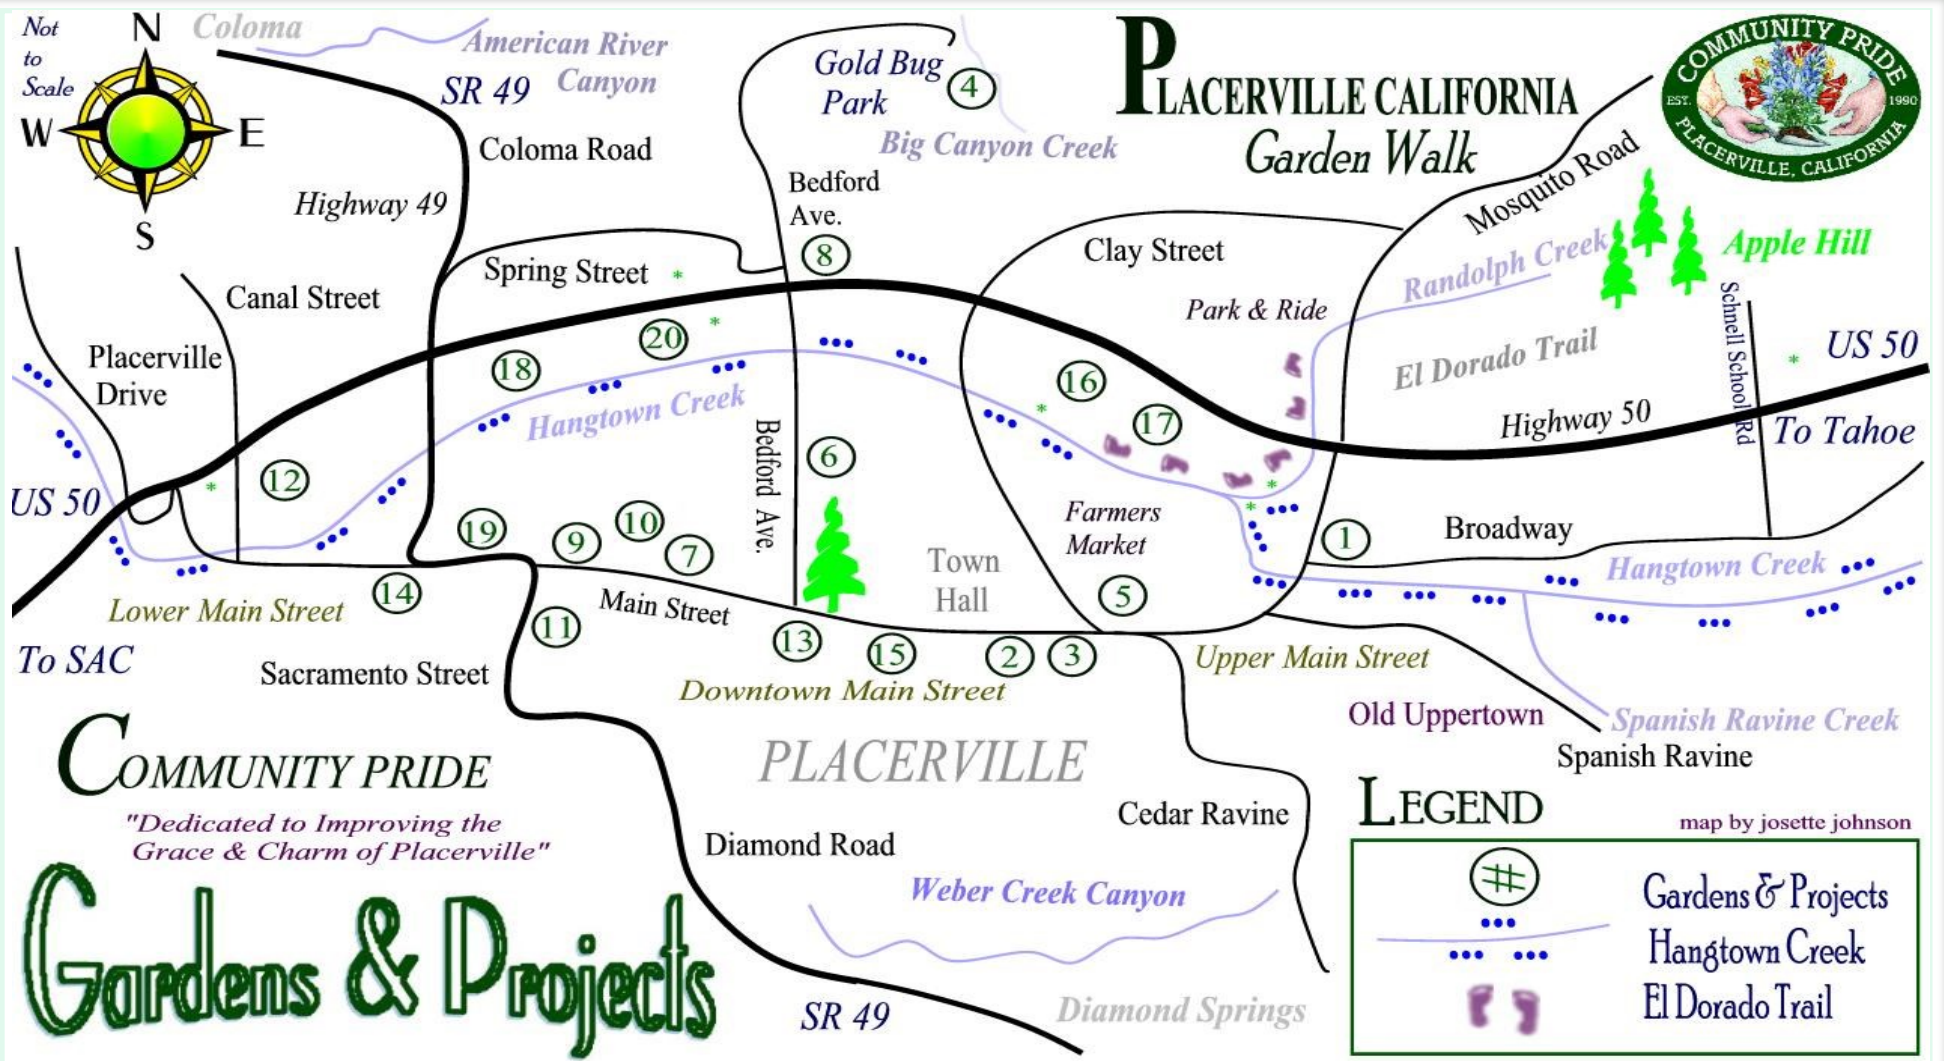 Not
to
Scale
N
W
E
S
Coloma
American River
Canyon
SR 49
Coloma Road
Highway 49
Gold Bug
Park
4
Big Canyon Creek
PLACERVILLE CALIFORNIA
Garden Walk
COMMUNITY PRIDE
EST.
1990
PLACERVILLE, CALIFORNIA
Mosquito Road
Bedford
Ave.
8
Clay Street
Randolph Creek
Apple Hill
Spring Street
*
Canal Street
Park & Ride
Schnell School Rd
Placerville
Drive
20
*
18
Hangtown Creek
16
*
17
El Dorado Trail
*
US 50
Highway 50
To Tahoe
US 50
*
12
Bedford Ave.
6
*
*
19
9
10
7
Farmers
Market
Town
Hall
1
Broadway
Hangtown Creek
14
Lower Main Street
11
Main Street
13
15
2
3
5
To SAC
Sacramento Street
Downtown Main Street
Upper Main Street
Old Uppertown
Spanish Ravine Creek
Spanish Ravine
COMMUNITY PRIDE
"Dedicated to Improving the
Grace & Charm of Placerville"
PLACERVILLE
Diamond Road
Cedar Ravine
Weber Creek Canyon
SR 49
Diamond Springs
Gardens & Projects
LEGEND
map by josette johnson
#
Gardens & Projects
Hangtown Creek
El Dorado Trail